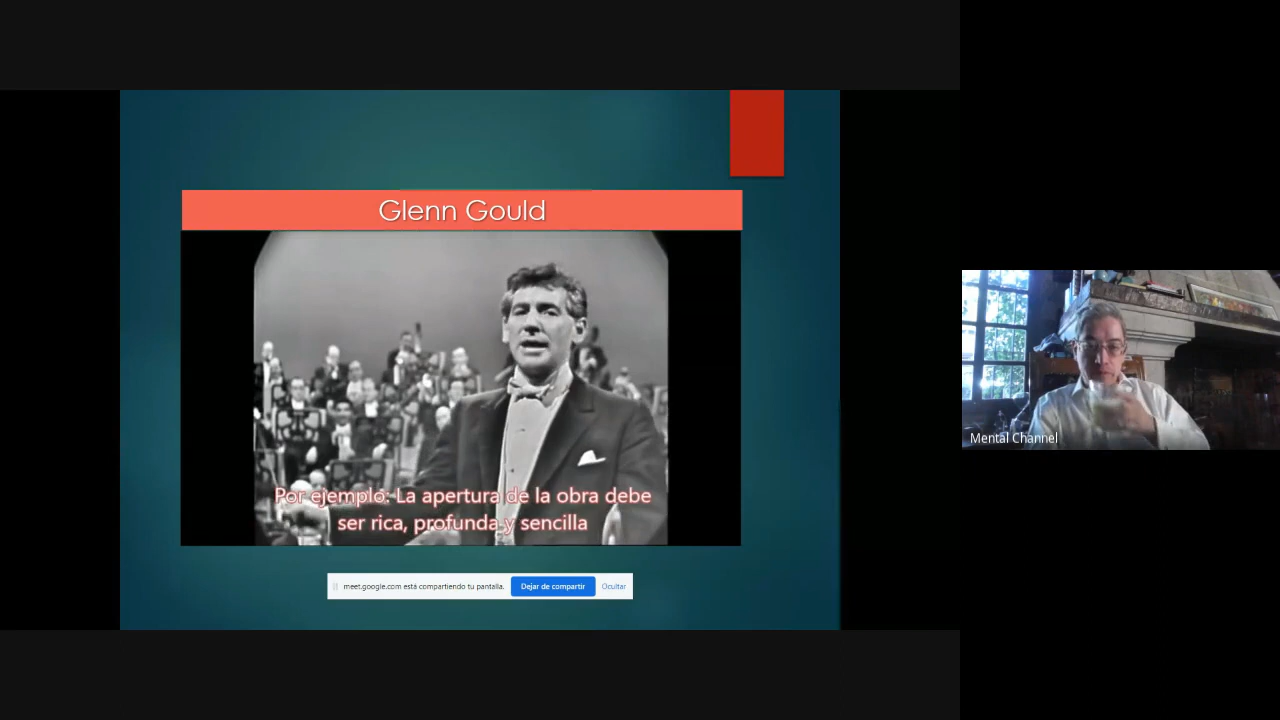 Glenn Gould
Por ejemplo: La apertura de la obra debe
ser rica, profunda y sencilla
meet.google.com está compartiendo tu pantalla.
Dejar de compartir
Ocultar
Mental Channel